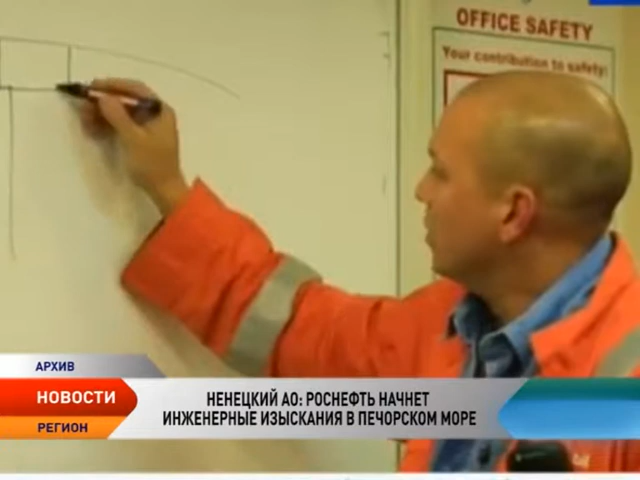 OFFICE SAFETY
Your contribution to safety:
АРХИВ
НОВОСТИ
РЕГИОН
НЕНЕЦКИЙ АО: РОСНЕФТЬ НАЧНЕТ
ИНЖЕНЕРНЫЕ ИЗЫСКАНИЯ В ПЕЧОРСКОМ МОРЕ